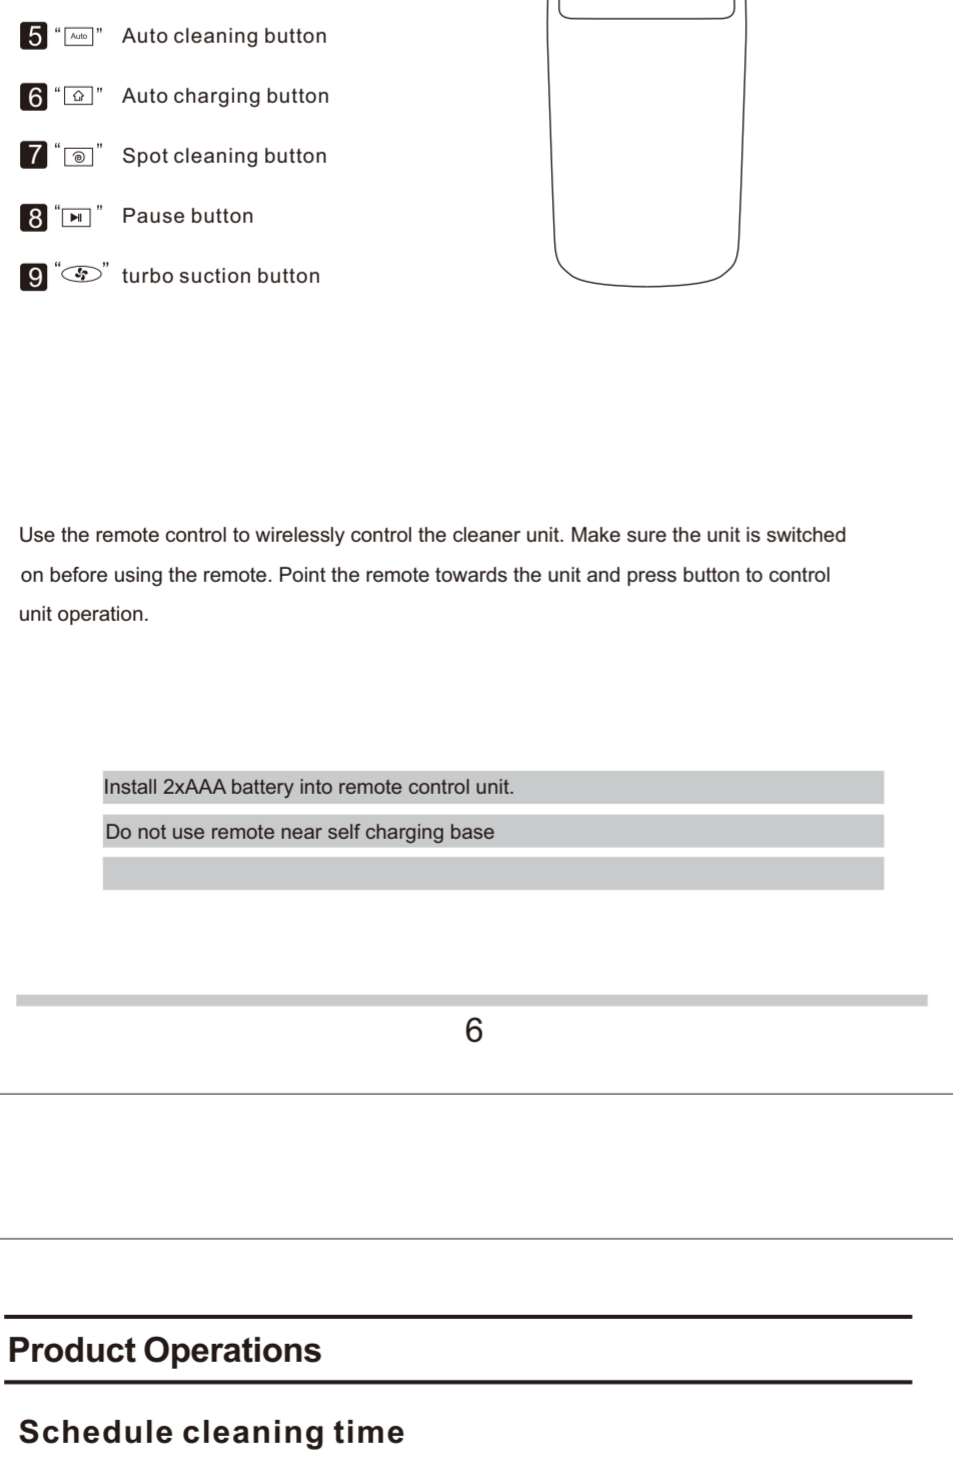 5 “Auto” Auto cleaning button
6 “ ” Auto charging button
7 “ ” Spot cleaning button
8 “ ” Pause button
9 “ ” turbo suction button
Use the remote control to wirelessly control the cleaner unit. Make sure the unit is switched
on before using the remote. Point the remote towards the unit and press button to control
unit operation.
Install 2xAAA battery into remote control unit.
Do not use remote near self charging base
6
Product Operations
Schedule cleaning time